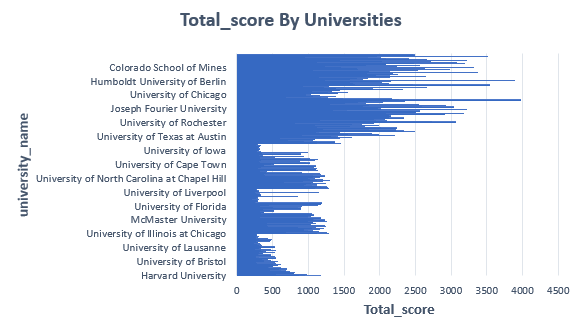 Total_score By Universities
university_name
Colorado School of Mines
Humboldt University of Berlin
University of Chicago
Joseph Fourier University
University of Rochester
University of Texas at Austin
University of Iowa
University of Cape Town
University of North Carolina at Chapel Hill
University of Liverpool
University of Florida
McMaster University
University of Illinois at Chicago
University of Lausanne
University of Bristol
Harvard University
0 500 1000 1500 2000 2500 3000 3500 4000 4500
Total_score